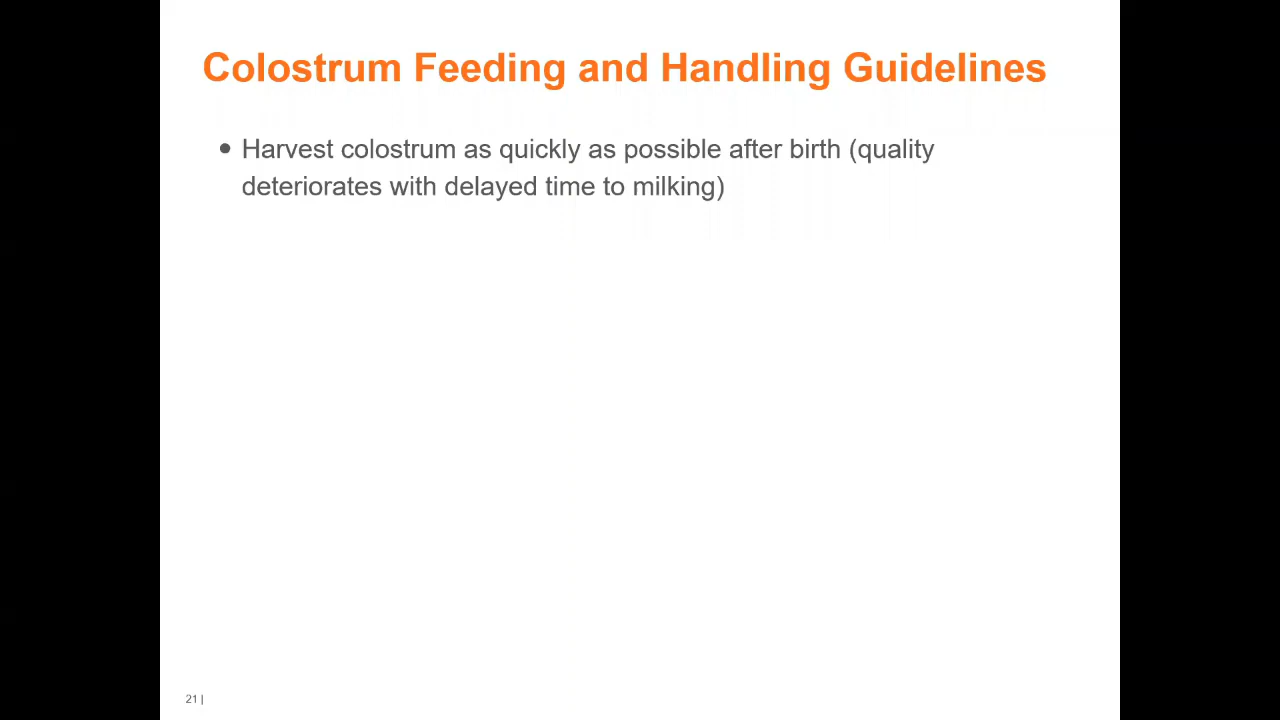 Colostrum Feeding and Handling Guidelines
• Harvest colostrum as quickly as possible after birth (quality
deteriorates with delayed time to milking)
21 |